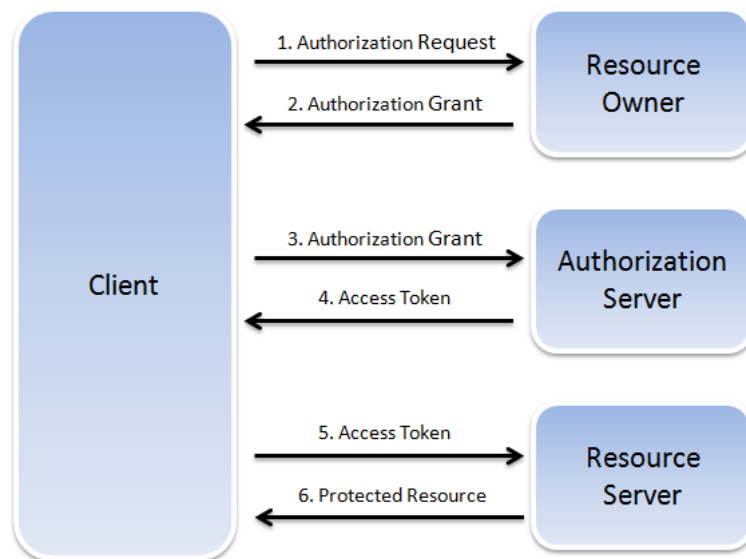 1. Authorization Request
Resource
Owner
2. Authorization Grant
3. Authorization Grant
Client
Authorization
Server
4. Access Token
5. Access Token
Resource
Server
6. Protected Resource